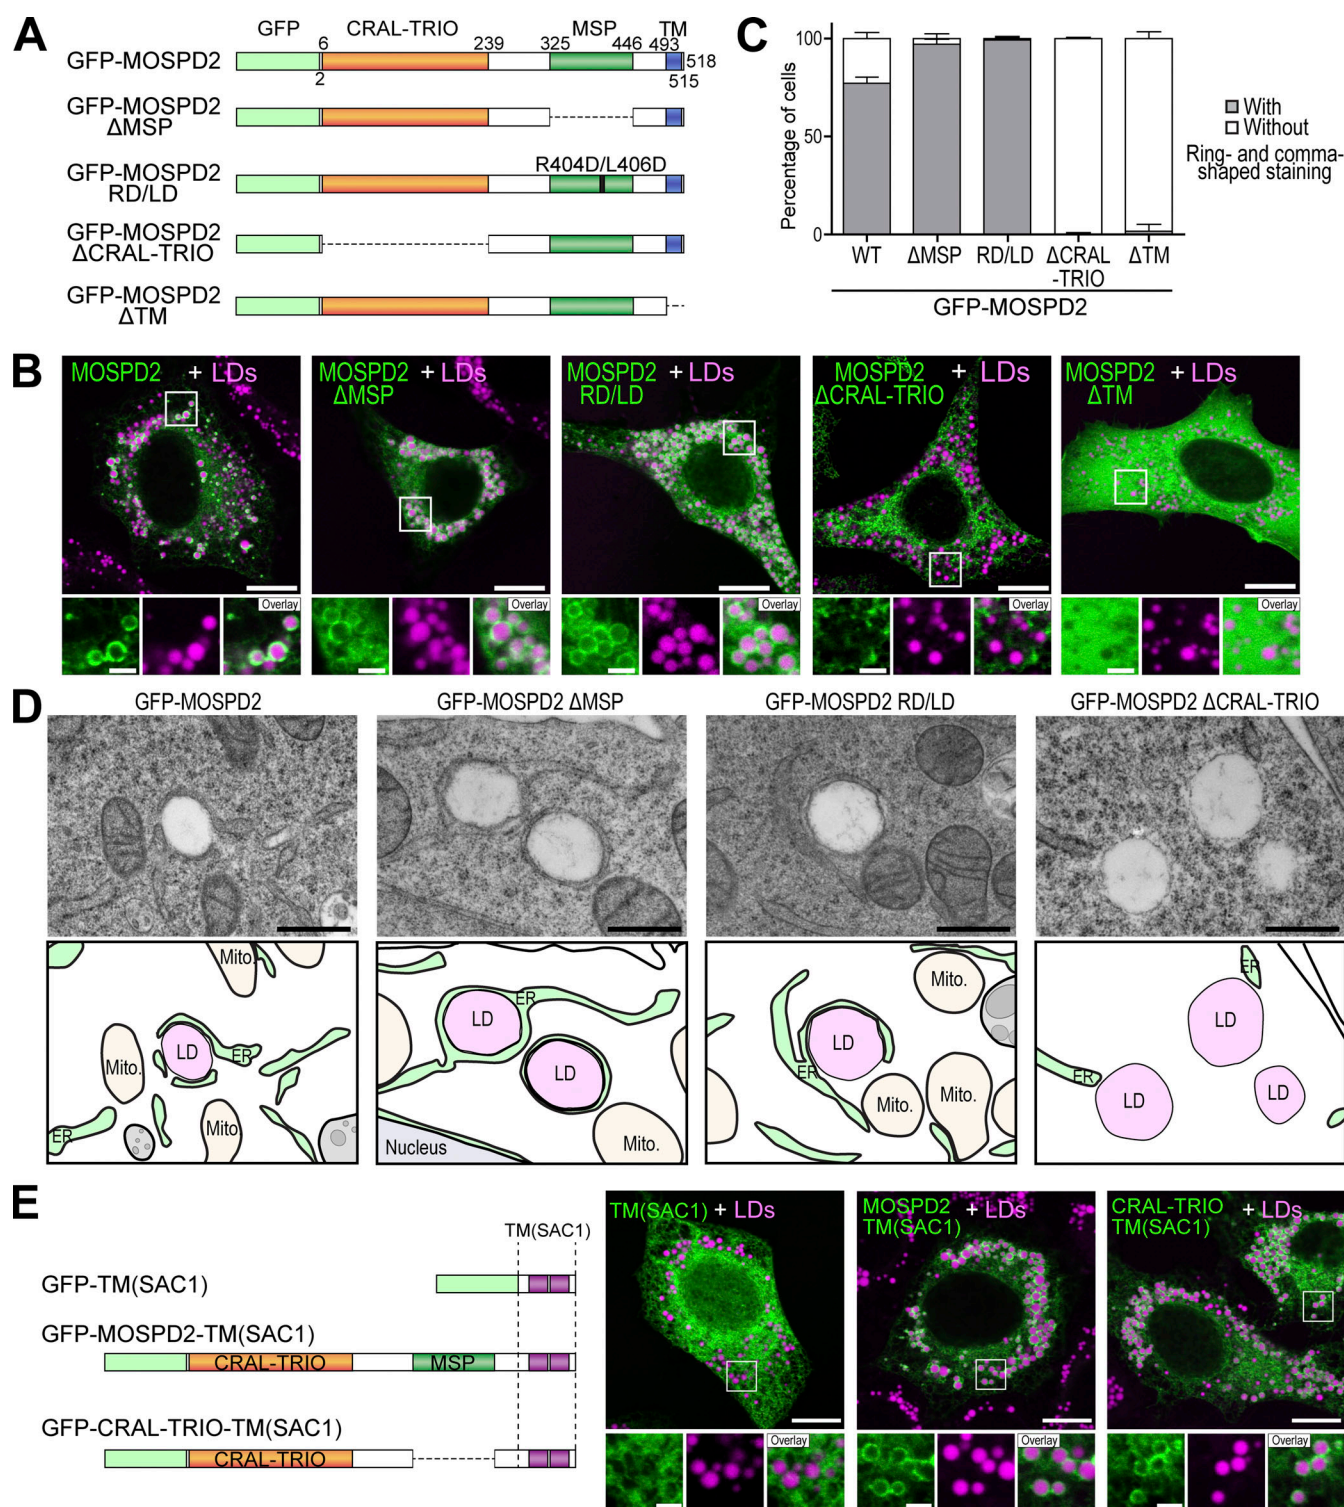 A
GFP CRAL-TRIO MSP TM
6 239 325 446 493
GFP-MOSPD2
518
2 515
GFP-MOSPD2
ΔMSP
R404D/L406D
GFP-MOSPD2
RD/LD
GFP-MOSPD2
ΔCRAL-TRIO
GFP-MOSPD2
ΔTM
C
Percentage of cells
100
50
0
WT ΔMSP RD/LD ΔCRAL ΔTM
-TRIO
GFP-MOSPD2
With
Without
Ring- and comma-
shaped staining
B
MOSPD2 + LDs
Overlay
MOSPD2 + LDs
ΔMSP
Overlay
MOSPD2 + LDs
RD/LD
Overlay
MOSPD2 + LDs
ΔCRAL-TRIO
Overlay
MOSPD2 + LDs
ΔTM
Overlay
D
GFP-MOSPD2 GFP-MOSPD2 ΔMSP GFP-MOSPD2 RD/LD GFP-MOSPD2 ΔCRAL-TRIO
Mito.
LD
ER
Mito.
ER
Mito
ER
LD
LD
Nucleus
Mito.
Mito.
LD
ER
Mito.
Mito.
ER
LD
ER
LD
LD
E
TM(SAC1)
GFP-TM(SAC1)
GFP-MOSPD2-TM(SAC1)
CRAL-TRIO MSP
GFP-CRAL-TRIO-TM(SAC1)
CRAL-TRIO
TM(SAC1) + LDs
Overlay
MOSPD2 + LDs
TM(SAC1)
Overlay
CRAL-TRIO + LDs
TM(SAC1)
Overlay